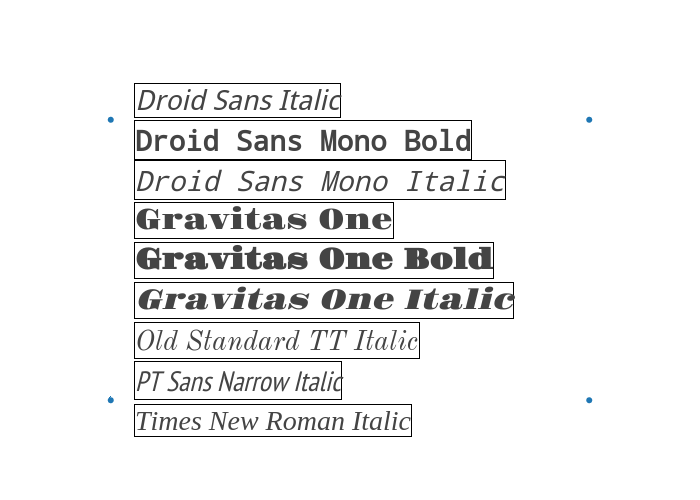 Droid Sans Italic
Droid Sans Mono Bold
Droid Sans Mono Italic
Gravitas One
Gravitas One Bold
Gravitas One Italic
Old Standard TT Italic
PT Sans Narrow Italic
Times New Roman Italic